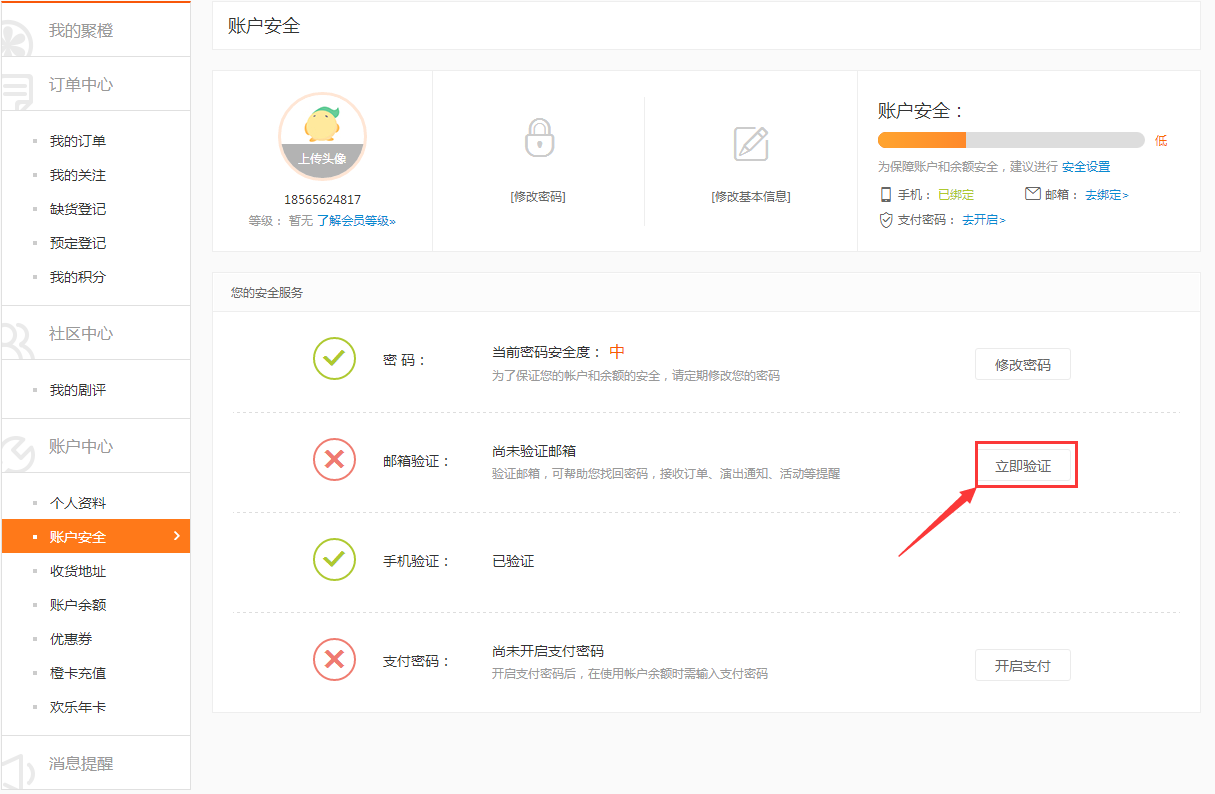 我的聚橙
订单中心
我的订单
我的关注
缺货登记
预定登记
我的积分
社区中心
我的剧评
账户中心
个人资料
账户安全
收货地址
账户余额
优惠券
橙卡充值
欢乐年卡
消息提醒
账户安全
上传头像
18565624817
等级： 暂无 了解会员等级»
[修改密码]
[修改基本信息]
账户安全：
低
为保障账户和余额安全，建议进行 安全设置
手机： 已绑定
邮箱： 去绑定>
支付密码： 去开启>
您的安全服务
密 码：
当前密码安全度： 中
为了保证您的帐户和余额的安全，请定期修改您的密码
修改密码
邮箱验证：
尚未验证邮箱
验证邮箱，可帮助您找回密码，接收订单、演出通知、活动等提醒
立即验证
手机验证：
已验证
支付密码：
尚未开启支付密码
开启支付密码后，在使用帐户余额时需输入支付密码
开启支付